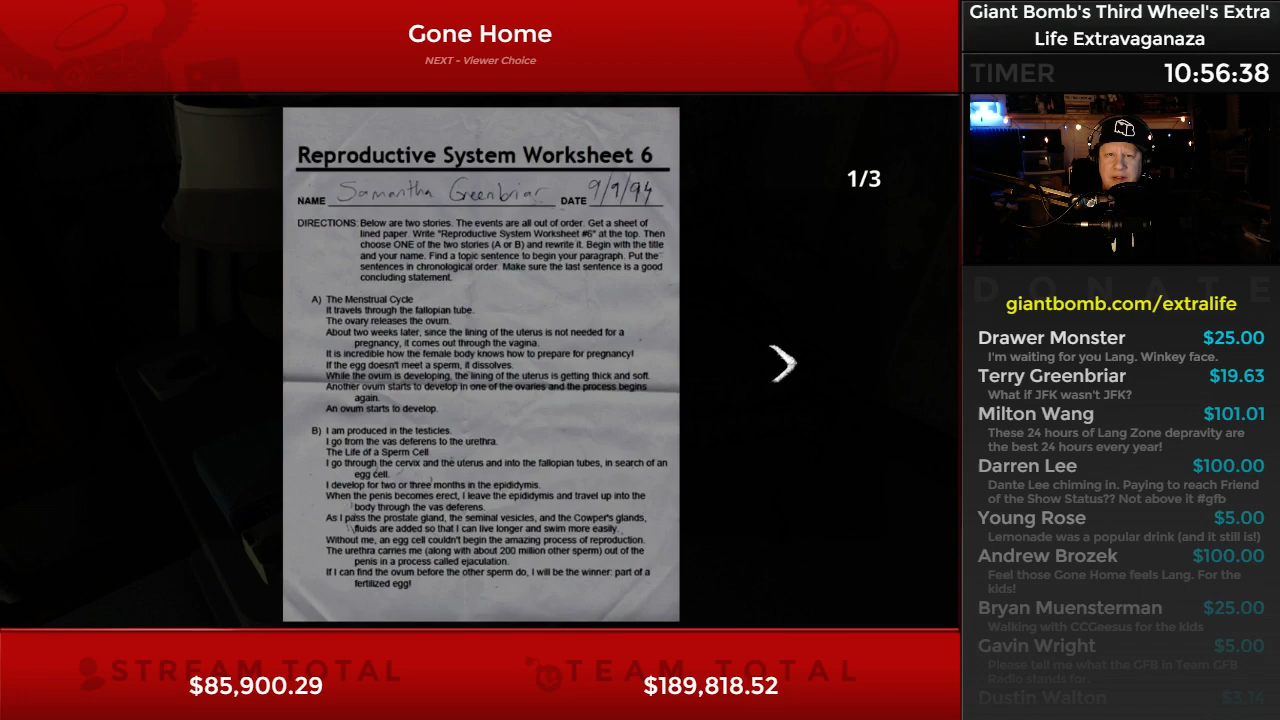 Gone Home
NEXT - Viewer Choice
Giant Bomb's Third Wheel's Extra
Life Extravaganaza
TIMER
10:56:38
Reproductive System Worksheet 6
NAME Samantha Greenbriar DATE 9/9/94
DIRECTIONS: Below are two stories. The events are all out of order. Get a sheet of
lined paper. Write "Reproductive System Worksheet #6" at the top. Then
choose ONE of the two stories (A or B) and rewrite it. Begin with the title
and your name. Find a topic sentence to begin your paragraph. Put the
sentences in chronological order. Make sure the last sentence is a good
concluding statement.
A) The Menstrual Cycle
It travels through the fallopian tube.
The ovary releases the ovum.
About two weeks later, since the lining of the uterus is not needed for a
pregnancy, it comes out through the vagina.
It is incredible how the female body knows how to prepare for pregnancy!
If the egg doesn't meet a sperm, it dissolves.
While the ovum is developing, the lining of the uterus is getting thick and soft.
Another ovum starts to develop in one of the ovaries and the process begins
again.
An ovum starts to develop.
B) I am produced in the testicles.
I go from the vas deferens to the urethra.
The Life of a Sperm Cell
I go through the cervix and the uterus and into the fallopian tubes, in search of an
egg cell.
I develop for two or three months in the epididymis.
When the penis becomes erect, I leave the epididymis and travel up into the
body through the vas deferens.
As I pass the prostate gland, the seminal vesicles, and the Cowper's glands,
fluids are added so that I can live longer and swim more easily.
Without me, an egg cell couldn't begin the amazing process of reproduction.
The urethra carries me (along with about 200 million other sperm) out of the
penis in a process called ejaculation.
If I can find the ovum before the other sperm do, I will be the winner: part of a
fertilized egg!
1/3
DONATE
giantbomb.com/extralife
Drawer Monster $25.00
I'm waiting for you Lang. Winkey face.
Terry Greenbriar $19.63
What if JFK wasn't JFK?
Milton Wang $101.01
These 24 hours of Lang Zone depravity are
the best 24 hours every year!
Darren Lee $100.00
Dante Lee chiming in. Paying to reach Friend
of the Show Status?? Not above it #gfb
Young Rose $5.00
Lemonade was a popular drink (and it still is!)
Andrew Brozek $100.00
Feel those Gone Home feels Lang. For the
kids!
Bryan Muensterman $25.00
Walking with CCGeesus for the kids
Gavin Wright $5.00
Please tell me what the GFB in Team GFB
Radio stands for.
Dustin Walton $3.14
STREAM TOTAL
$85,900.29
TEAM TOTAL
$189,818.52